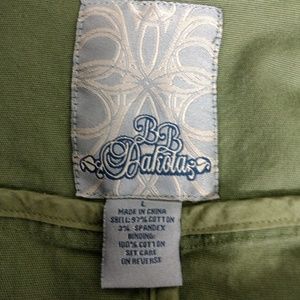 BB
Dakota
L
MADE IN CHINA
SHELL: 97% COTTON
3% SPANDEX
BINDING:
100% COTTON
SEE CARE
ON REVERSE